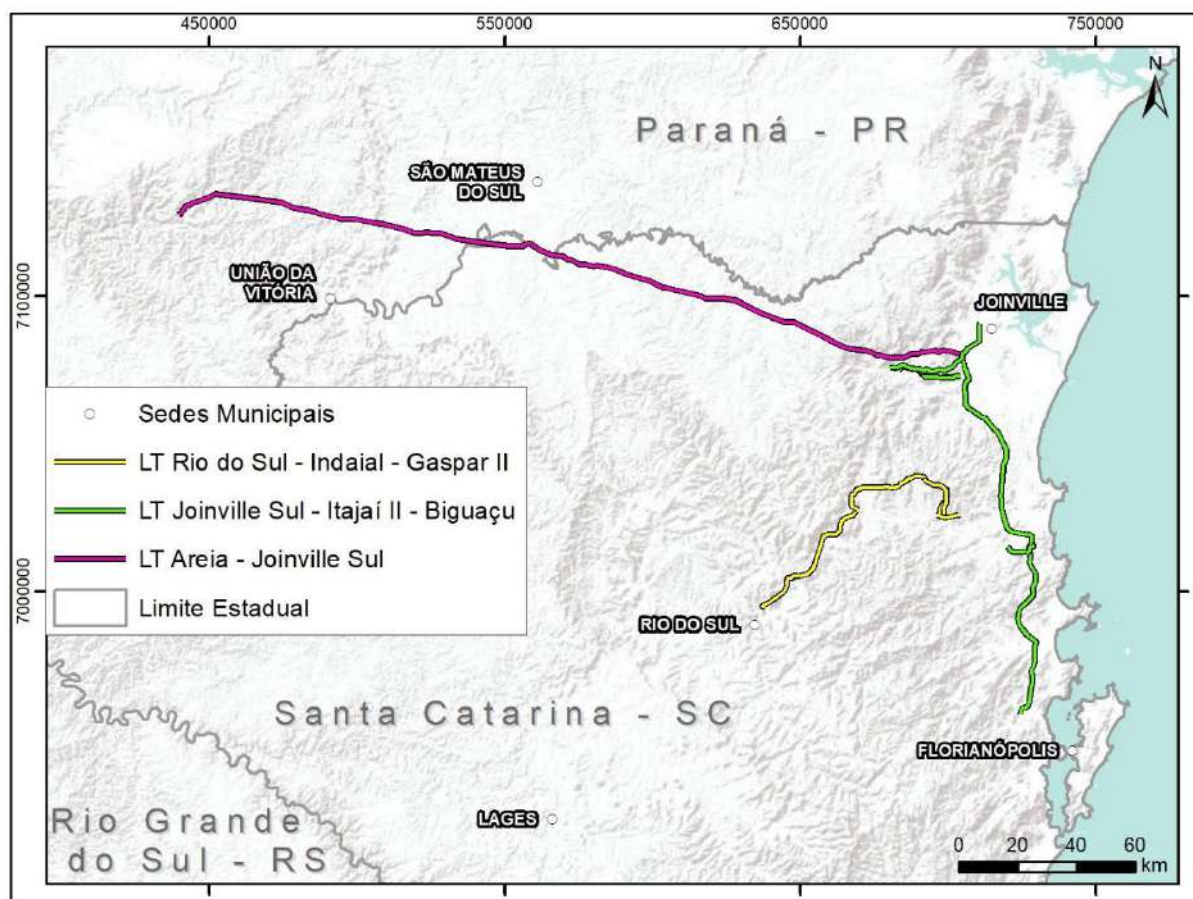 450000
550000
650000
750000
N
Paraná - PR
SÃO MATEUS
DO SUL
UNIÃO DA
VITÓRIA
7100000
JOINVILLE
Sedes Municipais
LT Rio do Sul - Indaial - Gaspar II
LT Joinville Sul - Itajaí II - Biguaçu
LT Areia - Joinville Sul
Limite Estadual
7000000
RIO DO SUL
Santa Catarina - SC
FLORIANÓPOLIS
LAGES
Rio Grande
do Sul - RS
0 20 40 60
km